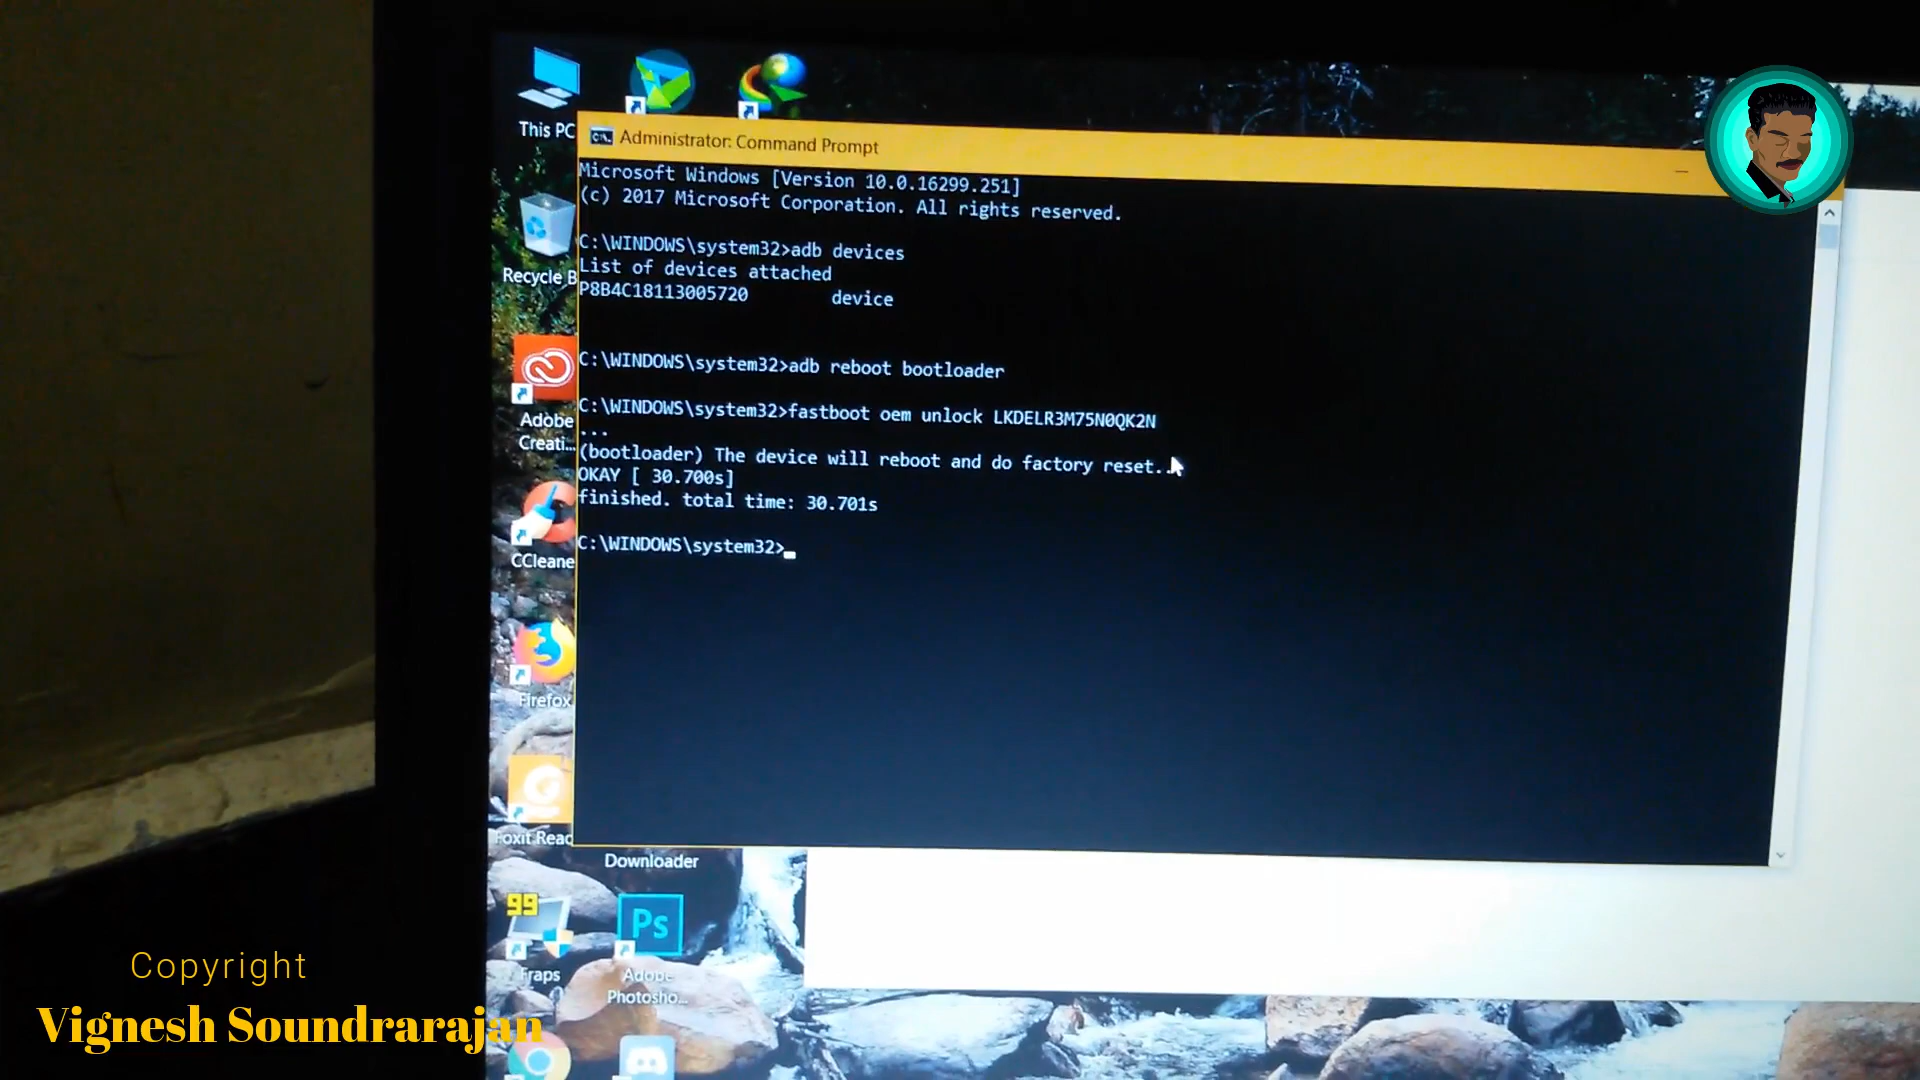 This PC
Administrator: Command Prompt
Microsoft Windows [Version 10.0.16299.251]
(c) 2017 Microsoft Corporation. All rights reserved.
C:\WINDOWS\system32>adb devices
List of devices attached
P8B4C18113005720 device
C:\WINDOWS\system32>adb reboot bootloader
C:\WINDOWS\system32>fastboot oem unlock LKDELR3M75N0QK2N
...
(bootloader) The device will reboot and do factory reset...
OKAY [ 30.700s]
finished. total time: 30.701s
C:\WINDOWS\system32>
Recycle B
Adobe
Creati...
CCleane
Firefox
Foxit Read
Downloader
99
Ps
Fraps
Adobe
Photosho...
Copyright
Vignesh Soundrarajan